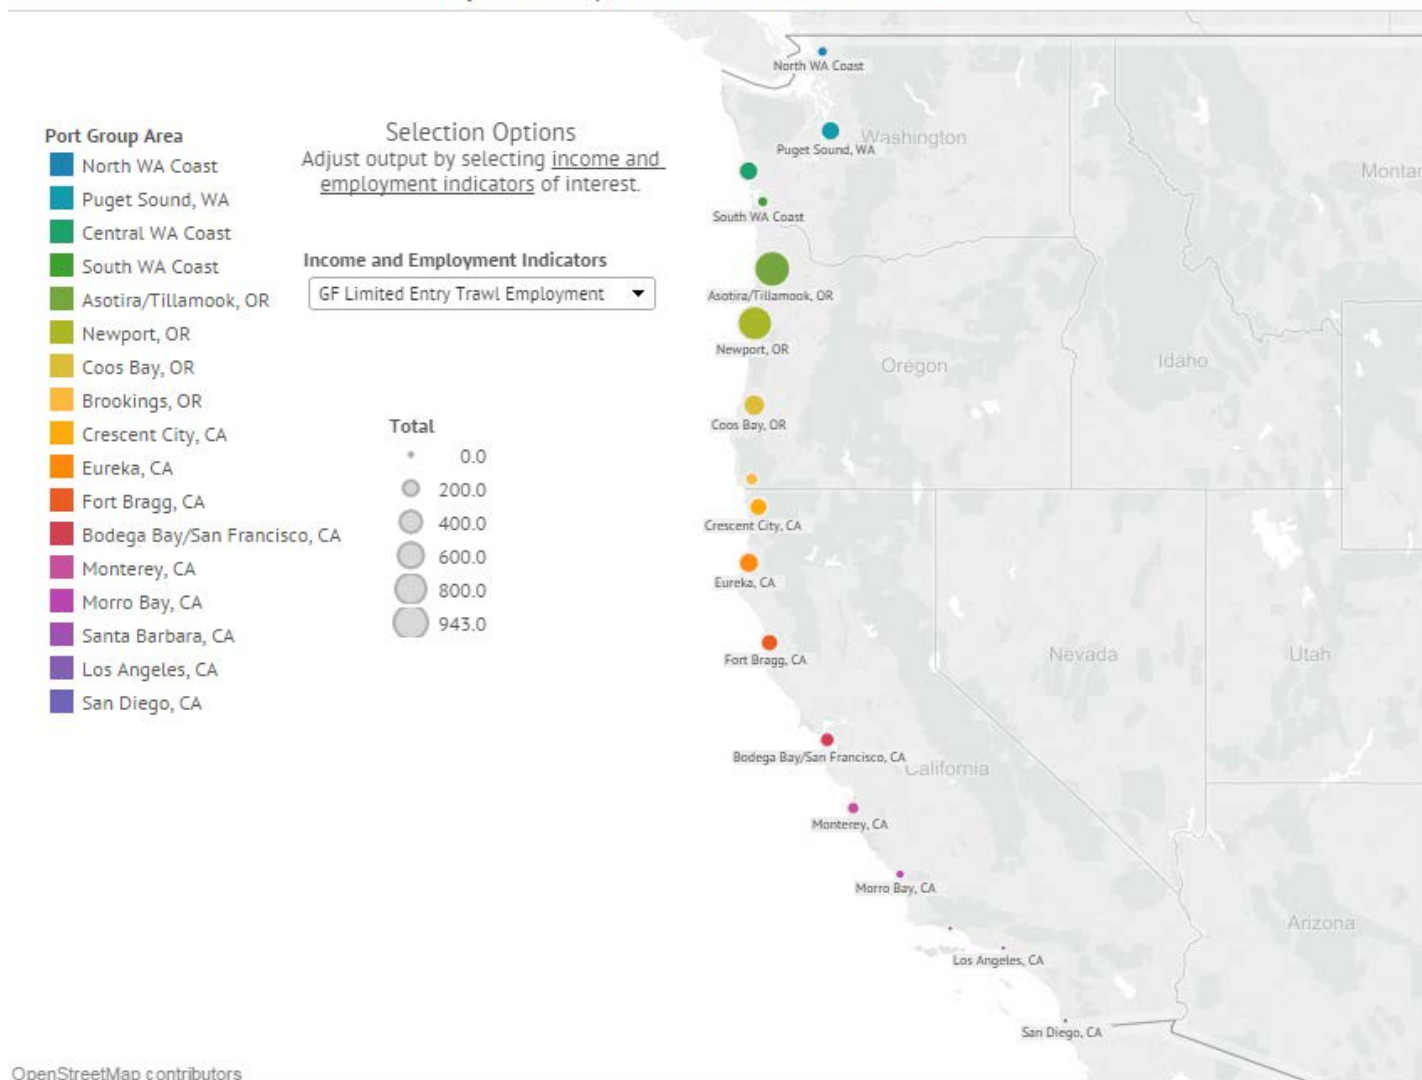 Port Group Area
North WA Coast
Puget Sound, WA
Central WA Coast
South WA Coast
Asotira/Tillamook, OR
Newport, OR
Coos Bay, OR
Brookings, OR
Crescent City, CA
Eureka, CA
Fort Bragg, CA
Bodega Bay/San Francisco, CA
Monterey, CA
Morro Bay, CA
Santa Barbara, CA
Los Angeles, CA
San Diego, CA
Selection Options
Adjust output by selecting income and
employment indicators of interest.
Income and Employment Indicators
GF Limited Entry Trawl Employment
Total
0.0
200.0
400.0
600.0
800.0
943.0
North WA Coast
Washington
Puget Sound, WA
Montar
South WA Coast
Asotira/Tillamook, OR
Newport, OR
Oregon
Idaho
Coos Bay, OR
Crescent City, CA
Eureka, CA
Fort Bragg, CA
Nevada
Utah
Bodega Bay/San Francisco, CA
California
Monterey, CA
Morro Bay, CA
Arizona
Los Angeles, CA
San Diego, CA
OpenStreetMap contributors